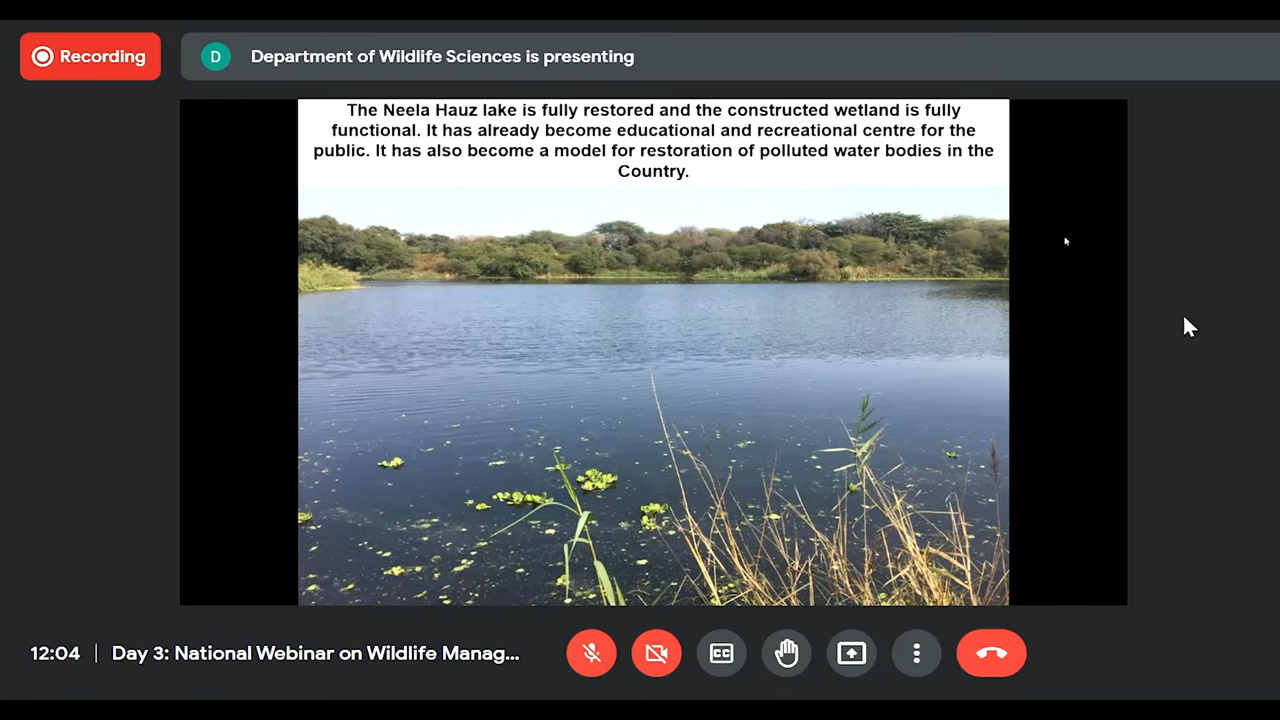 Recording
D
Department of Wildlife Sciences is presenting
The Neela Hauz lake is fully restored and the constructed wetland is fully
functional. It has already become educational and recreational centre for the
public. It has also become a model for restoration of polluted water bodies in the
Country.
12:04 | Day 3: National Webinar on Wildlife Manag...
CC